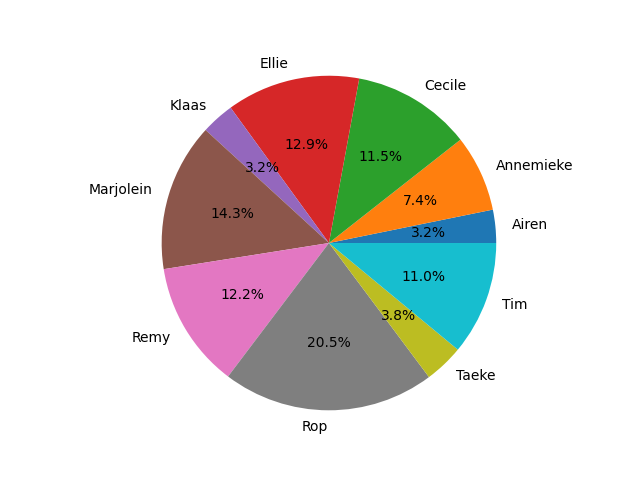 Ellie
Cecile
Klaas
12.9%
11.5%
Annemieke
3.2%
Marjolein
7.4%
14.3%
Airen
3.2%
11.0%
12.2%
Tim
3.8%
Remy
20.5%
Taeke
Rop